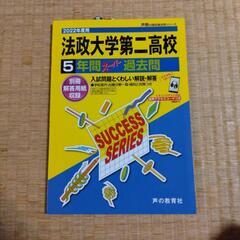 2022年度用
法政大学第二高校
5年間スーパー過去問
別冊
解答用紙
収録
入試問題とくわしい解説・解答
SUCCESS
SERIES
声の教育社